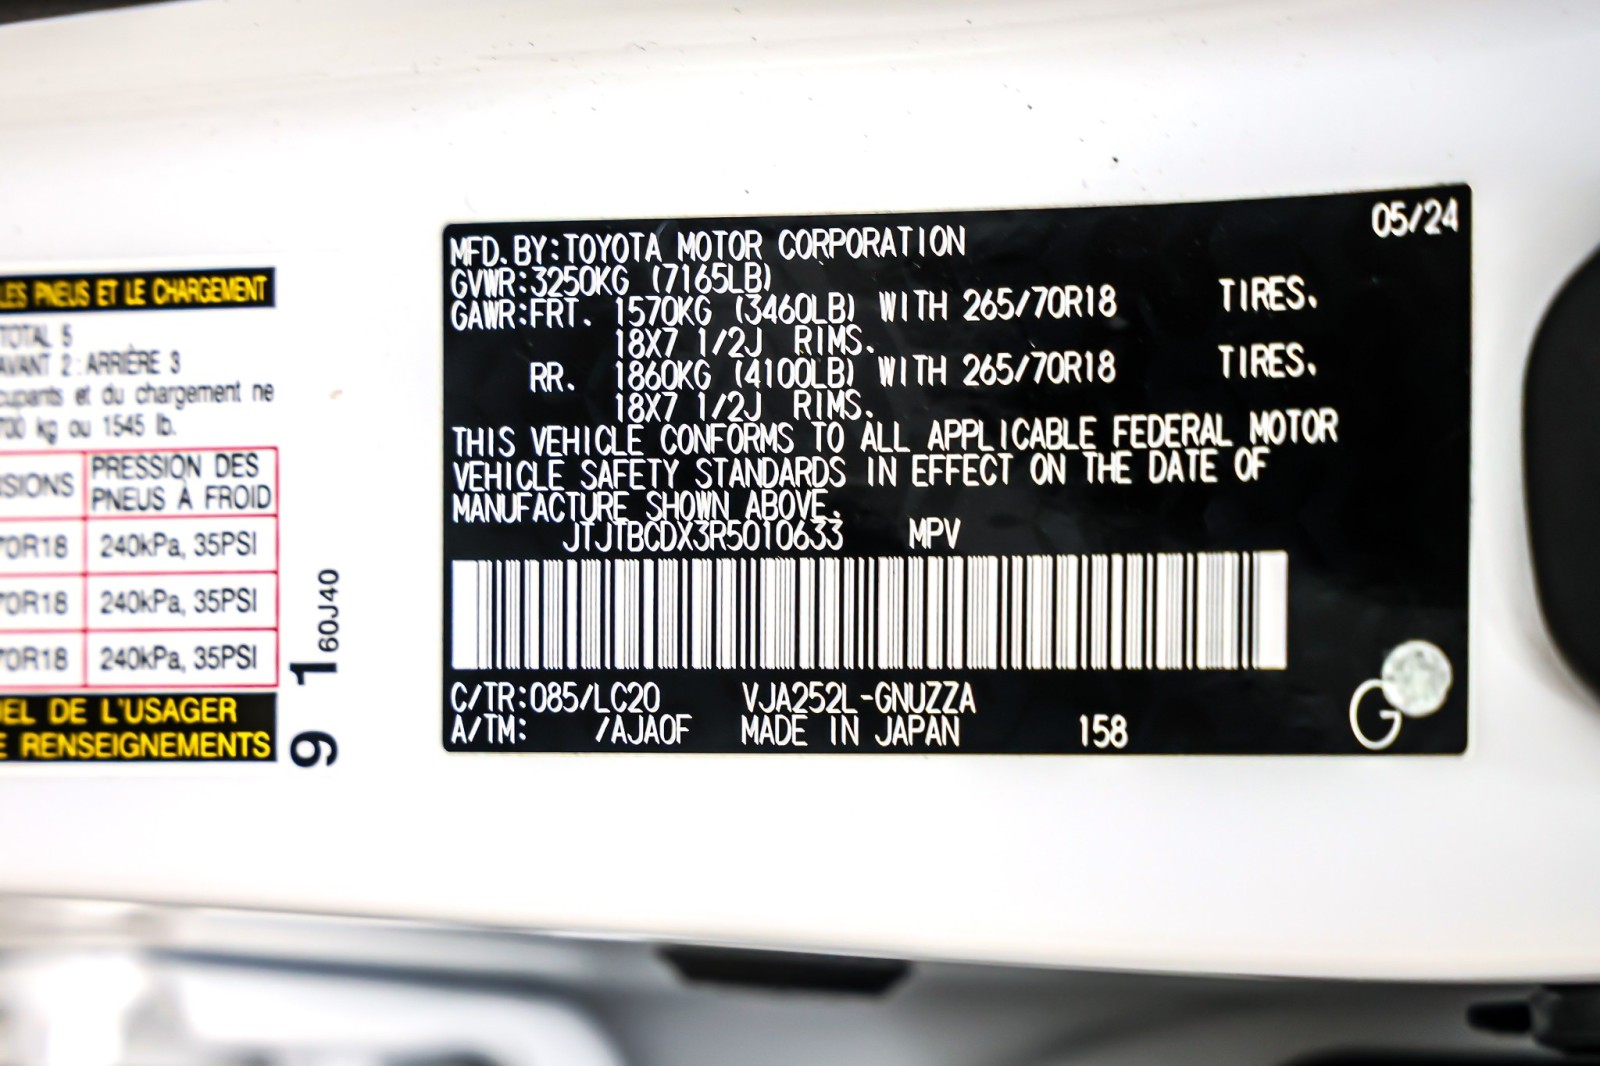 LES PNEUS ET LE CHARGEMENT
TOTAL 5
AVANT 2 : ARRIÈRE 3
cupants et du chargement ne
700 kg ou 1545 lb.
SIONS PRESSION DES
PNEUS À FROID
70R18 240kPa, 35PSI
70R18 240kPa, 35PSI
70R18 240kPa, 35PSI
UEL DE L'USAGER
E RENSEIGNEMENTS
91
60J40
05/24
MFD. BY:TOYOTA MOTOR CORPORATION
GVWR:3250KG (7165LB)
GAWR:FRT. 1570KG (3460LB) WITH 265/70R18 TIRES.
18X7 1/2J RIMS.
RR. 1860KG (4100LB) WITH 265/70R18 TIRES.
18X7 1/2J RIMS.
THIS VEHICLE CONFORMS TO ALL APPLICABLE FEDERAL MOTOR
VEHICLE SAFETY STANDARDS IN EFFECT ON THE DATE OF
MANUFACTURE SHOWN ABOVE.
JTJTBCDX3R5010633 MPV
C/TR:085/LC20 VJA252L-GNUZZA
A/TM: /AJA0F MADE IN JAPAN 158
G